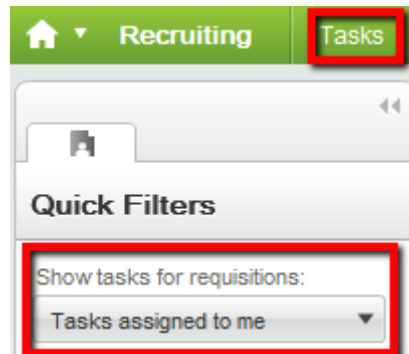 Recruiting Tasks
Quick Filters
Show tasks for requisitions:
Tasks assigned to me